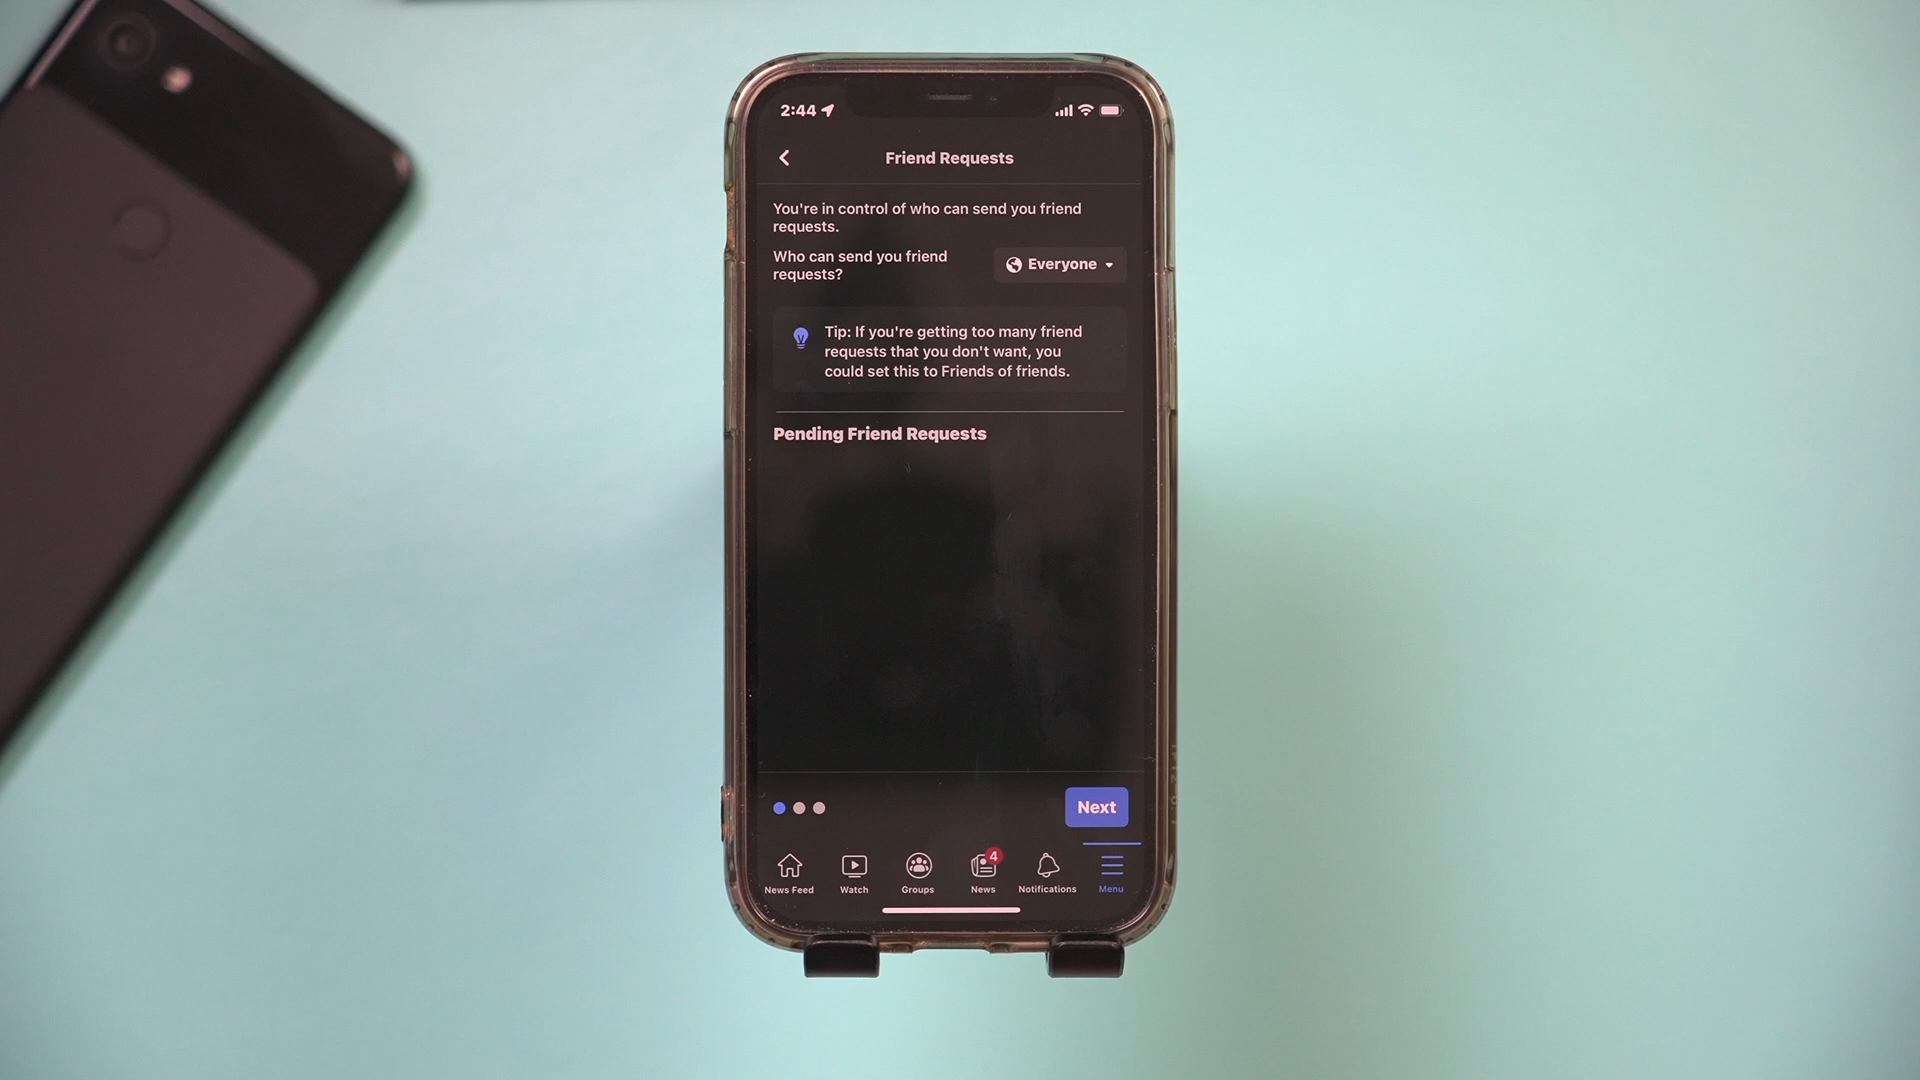 2:44
Friend Requests
You're in control of who can send you friend
requests.
Who can send you friend
requests?
Everyone
Tip: If you're getting too many friend
requests that you don't want, you
could set this to Friends of friends.
Pending Friend Requests
Next
4
News Feed
Watch
Groups
News
Notifications
Menu